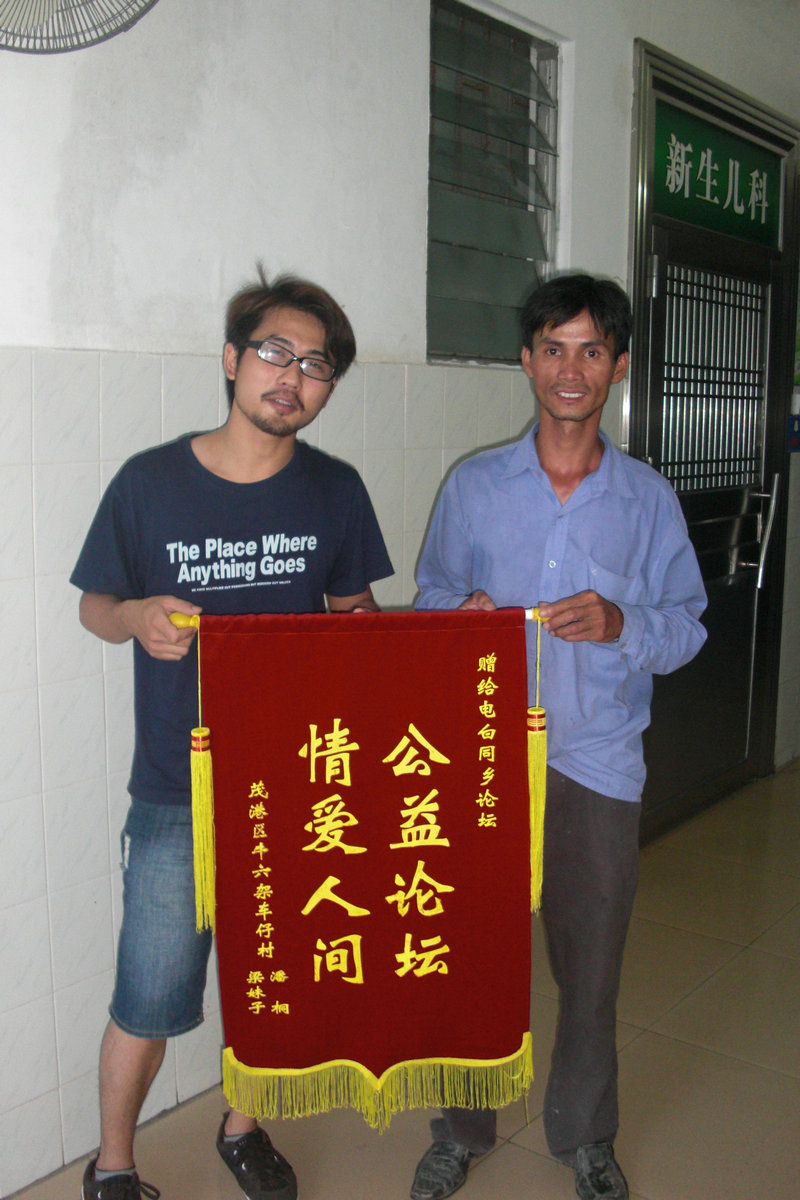 新生儿科
The Place Where
Anything Goes
赠给电白同乡论坛
公益论坛
情爱人间
茂港区牛六架车仔村
潘桐
梁妹子